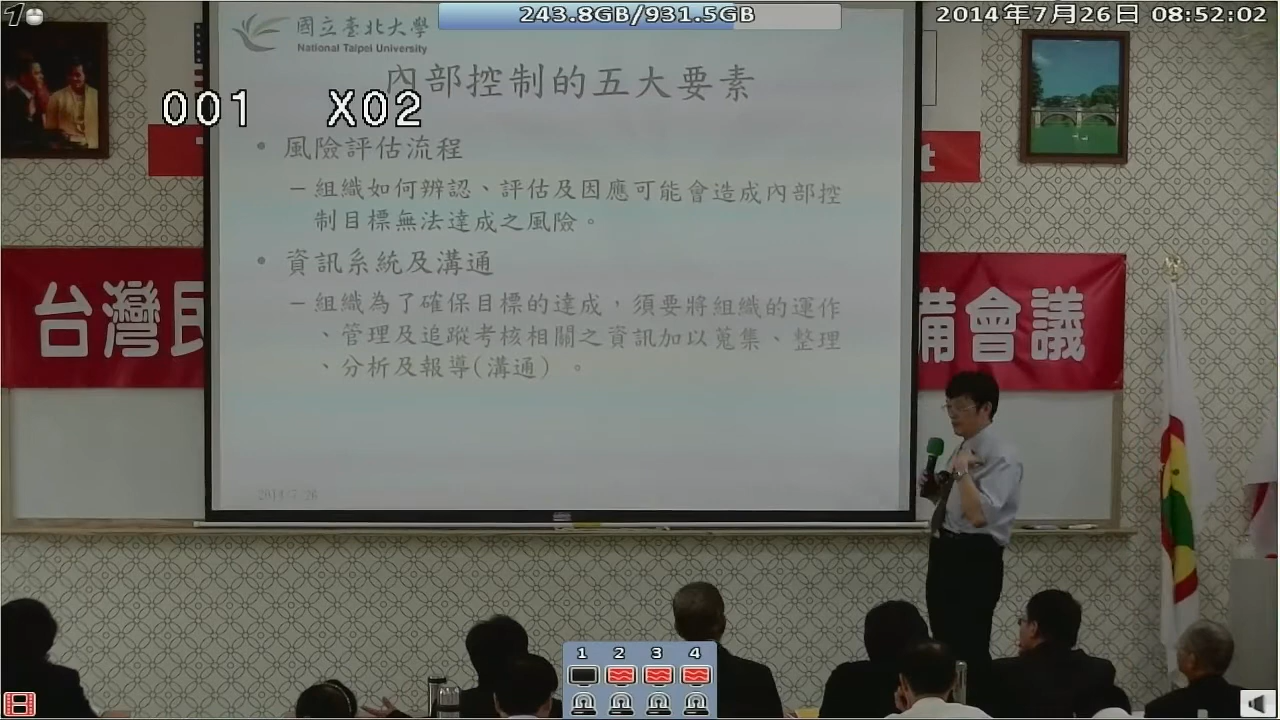 243.8GB/931.5GB
2014年7月26日 08:52:02
國立臺北大學
National Taipei University
內部控制的五大要素
001 X02
• 風險評估流程
t
– 組織如何辨認、評估及因應可能會造成內部控
制目標無法達成之風險。
• 資訊系統及溝通
– 組織為了確保目標的達成，須要將組織的運作
、管理及追蹤考核相關之資訊加以蒐集、整理
、分析及報導(溝通) 。
台灣民
備會議
2014/7/26
1 2 3 4